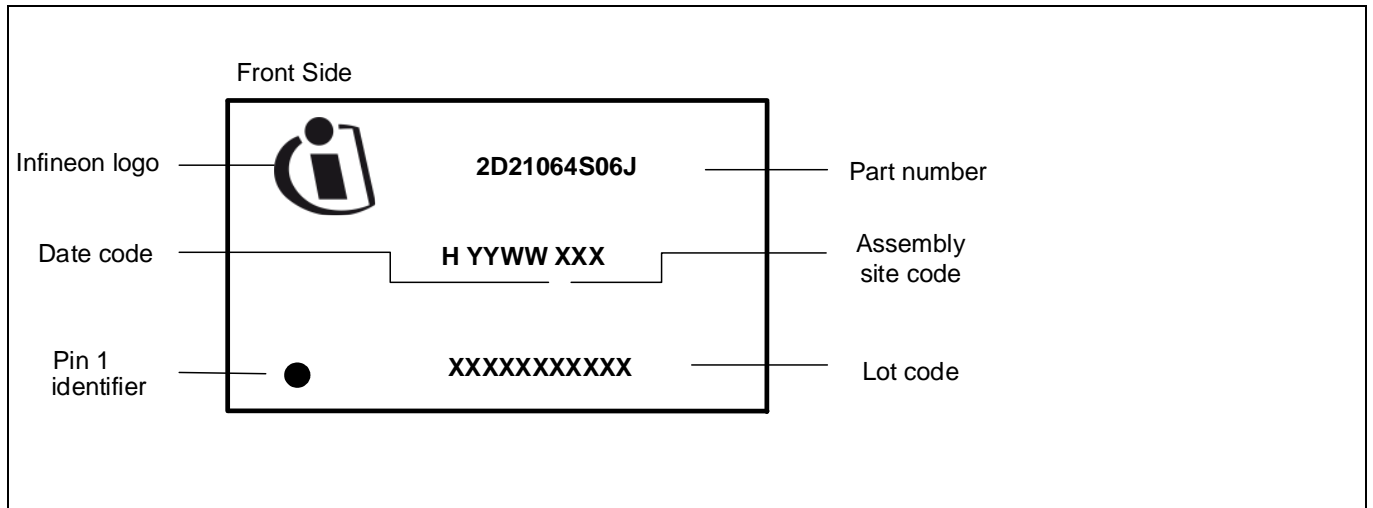 Front Side
Infineon logo
2D21064S06J
Part number
Date code
H YYWW XXX
Assembly
site code
Pin 1
identifier
XXXXXXXXXXX
Lot code